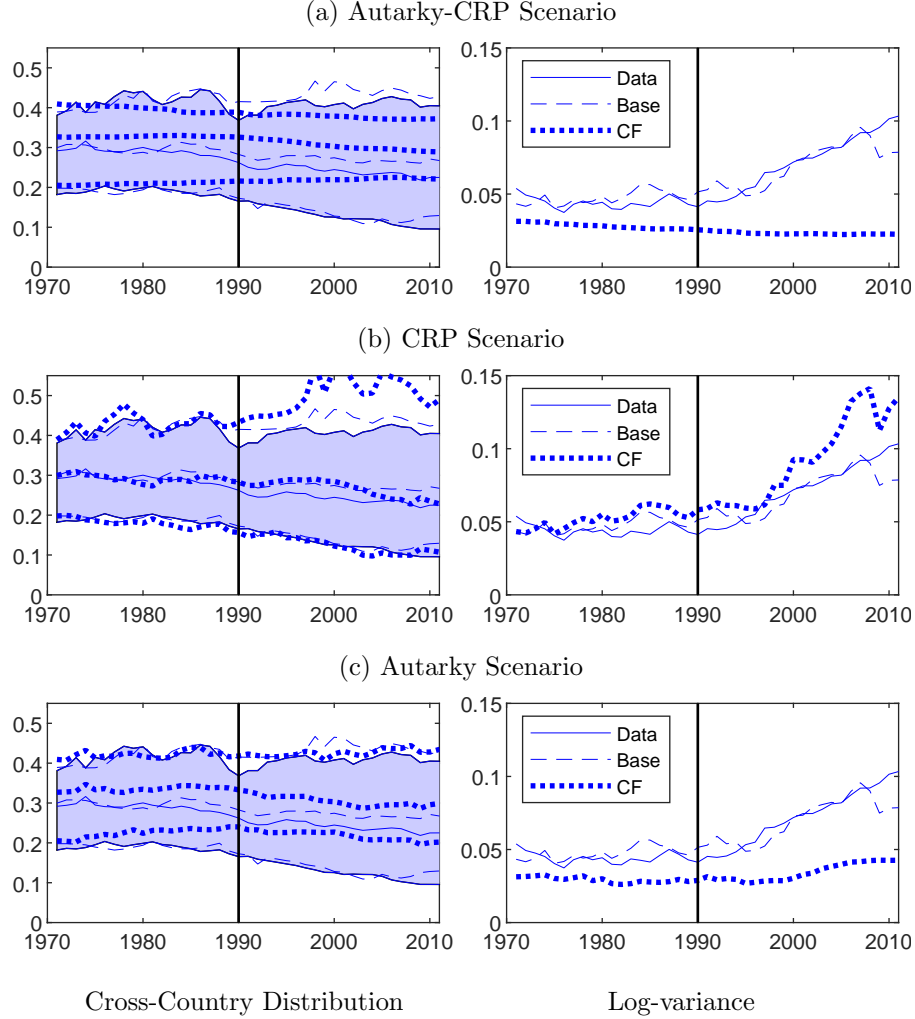 (a) Autarky-CRP Scenario
0.5
0.4
0.3
0.2
0.1
0
1970 1980 1990 2000 2010
0.15
0.1
0.05
0
Data
Base
CF
1970 1980 1990 2000 2010
(b) CRP Scenario
0.5
0.4
0.3
0.2
0.1
0
1970 1980 1990 2000 2010
0.15
0.1
0.05
0
Data
Base
CF
1970 1980 1990 2000 2010
(c) Autarky Scenario
0.5
0.4
0.3
0.2
0.1
0
1970 1980 1990 2000 2010
0.15
0.1
0.05
0
Data
Base
CF
1970 1980 1990 2000 2010
Cross-Country Distribution
Log-variance